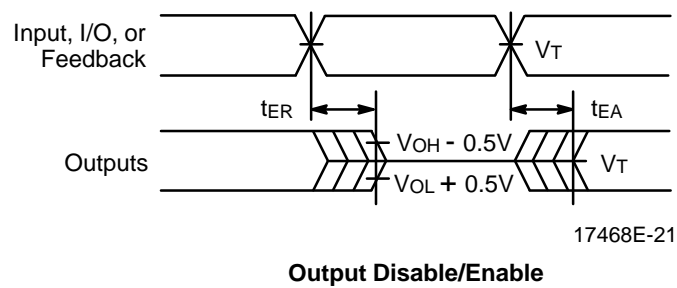 Input, I/O, or
Feedback
VT
tER
tEA
Outputs
VOH - 0.5V
VOL + 0.5V
VT
17468E-21
Output Disable/Enable